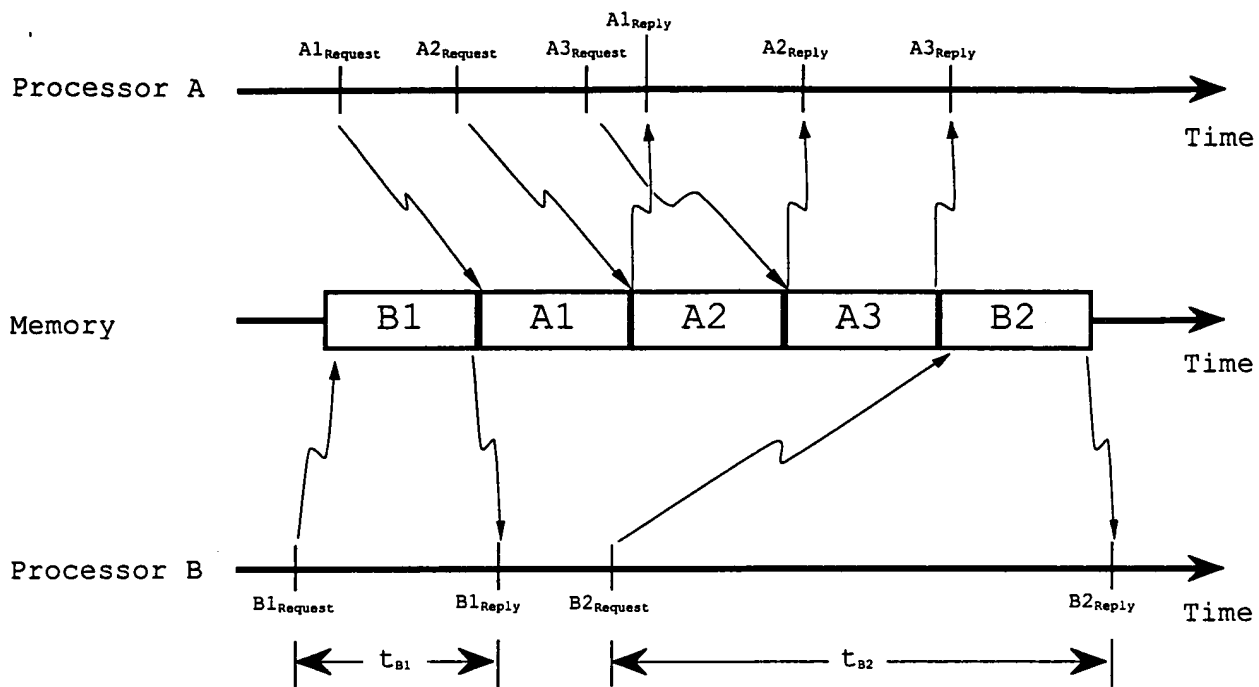 A1Reply
A1Request A2Request A3Request A2Reply A3Reply
Processor A
Time
B1 A1 A2 A3 B2
Memory
Time
Processor B
B1Request B1Reply B2Request B2Reply
Time
tB1 tB2